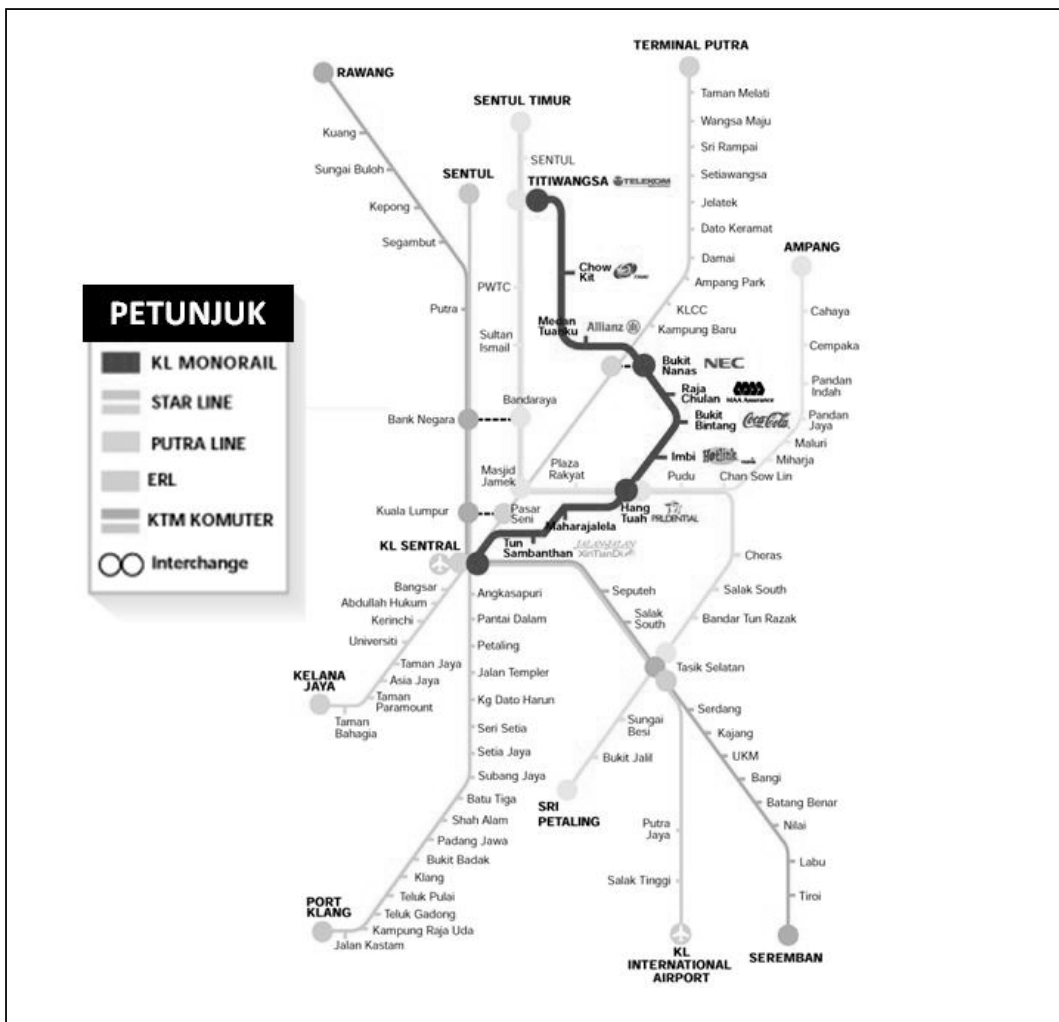 TERMINAL PUTRA
RAWANG
Taman Melati
SENTUL TIMUR
Wangsa Maju
Kuang
Sri Rampai
SENTUL
Sungai Buloh
SENTUL
Setiawangsa
TITIWANGSA
TELEKOM
Jelatek
Kepong
Dato Keramat
Segambut
AMPANG
Damai
Chow
Kit
Ampang Park
PWTC
PETUNJUK
Putra
KLCC
Cahaya
Medan
Tuanku
Allianz
Kampung Baru
Sultan
Ismail
Cempaka
KL MONORAIL
Bukit
Nanas
NEC
STAR LINE
Raja
Chulan
MAA Assurance
Pandan
Indah
Bandaraya
Bank Negara
Bukit
Bintang
Coca-Cola
Pandan
Jaya
PUTRA LINE
Maluri
Imbi
Hotlink
Miharja
Plaza
Rakyat
Masjid
Jamek
Pudu
Chan Sow Lin
ERL
Kuala Lumpur
Pasar
Seni
Hang
Tuah
PRUDENTIAL
KTM KOMUTER
Maharajalela
KL SENTRAL
Tun
Sambanthan
JALANJALAN
XinTianDi
Cheras
Interchange
Bangsar
Angkasapuri
Seputeh
Salak South
Abdullah Hukum
Kerinchi
Pantai Dalam
Salak
South
Bandar Tun Razak
Universiti
Petaling
Taman Jaya
Tasik Selatan
KELANA
JAYA
Asia Jaya
Jalan Templer
Taman
Paramount
Kg Dato Harun
Serdang
Taman
Bahagia
Seri Setia
Sungai
Besi
Kajang
Setia Jaya
Bukit Jalil
UKM
Subang Jaya
Bangi
Batu Tiga
SRI
PETALING
Batang Benar
Shah Alam
Putra
Jaya
Nilai
Padang Jawa
Bukit Badak
Labu
Klang
Salak Tinggi
PORT
KLANG
Teluk Pulai
Tiroi
Teluk Gadong
Kampung Raja Uda
Jalan Kastam
KL
INTERNATIONAL
AIRPORT
SEREMBAN